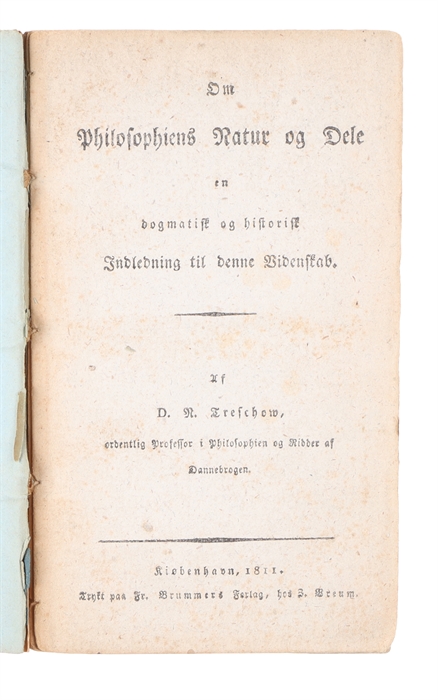 Om
Philosophiens Natur og Dele
en
dogmatisk og historisk
Indledning til denne Videnskab.
Af
D. N. Treschow,
ordentlig Professor i Philosophien og Ridder af
Dannebrogen.
Kiøbenhavn, 1811.
Trykt paa Fr. Brummers Forlag, hos Z. Breum.